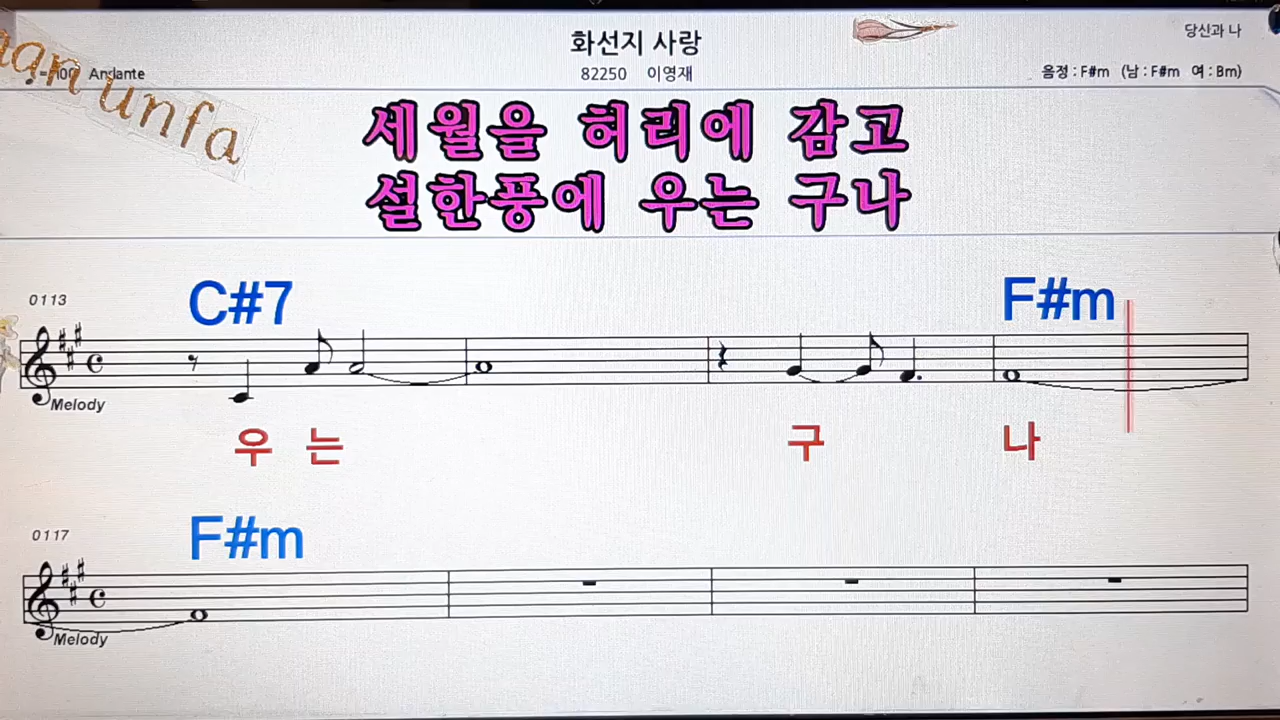 화선지 사랑
당신과 나
Andante
82250 이영재
음정 : F#m (남 : F#m 여 : Bm)
unfa
세월을 허리에 감고
설한풍에 우는 구나
0113
C#7 F#m
Melody
우 는 구 나
0117
F#m
Melody